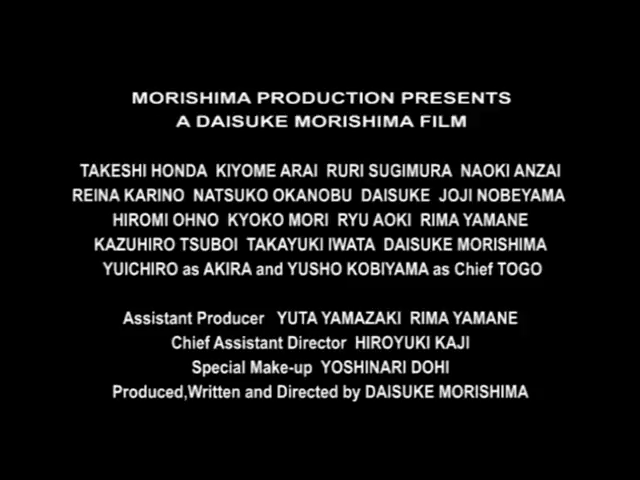 MORISHIMA PRODUCTION PRESENTS
A DAISUKE MORISHIMA FILM
TAKESHI HONDA KIYOME ARAI RURI SUGIMURA NAOKI ANZAI
REINA KARINO NATSUKO OKANOBU DAISUKE JOJI NOBEYAMA
HIROMI OHNO KYOKO MORI RYU AOKI RIMA YAMANE
KAZUHIRO TSUBOI TAKAYUKI IWATA DAISUKE MORISHIMA
YUICHIRO as AKIRA and YUSHO KOBIYAMA as Chief TOGO
Assistant Producer YUTA YAMAZAKI RIMA YAMANE
Chief Assistant Director HIROYUKI KAJI
Special Make-up YOSHINARI DOHI
Produced,Written and Directed by DAISUKE MORISHIMA